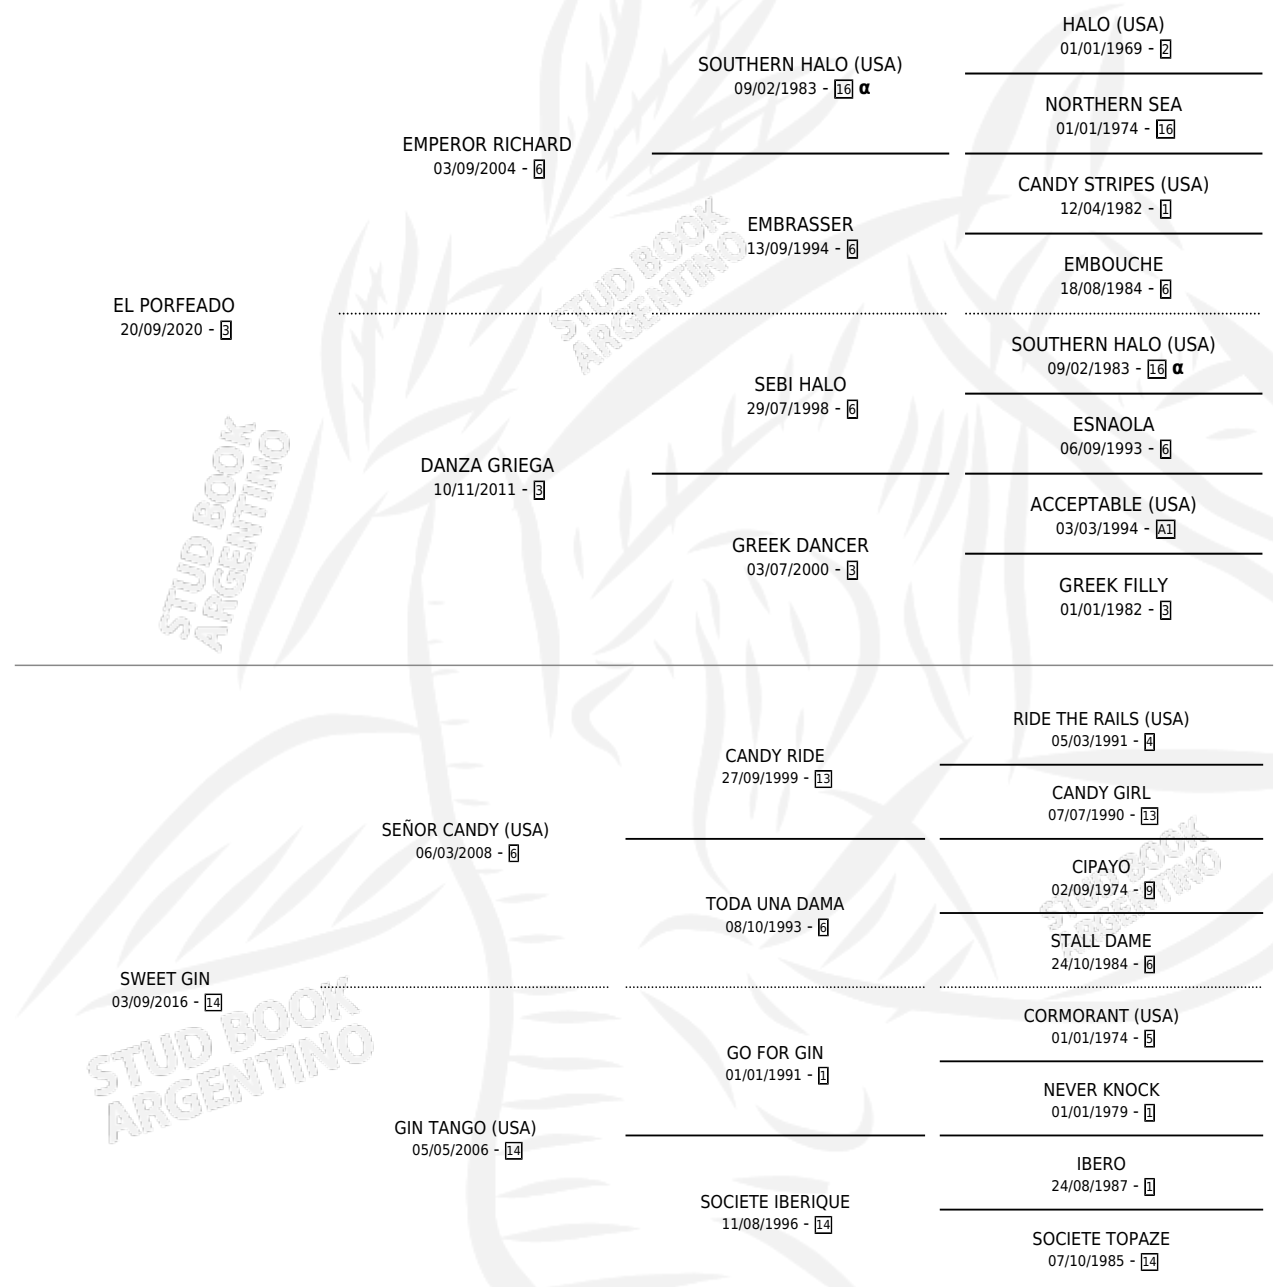 HALO (USA)
01/01/1969 - 2
SOUTHERN HALO (USA)
09/02/1983 - 16 α
NORTHERN SEA
01/01/1974 - 16
EMPEROR RICHARD
03/09/2004 - 6
CANDY STRIPES (USA)
12/04/1982 - 1
EMBRASSER
13/09/1994 - 6
EMBOUCHE
18/08/1984 - 6
EL PORFEADO
20/09/2020 - 3
SOUTHERN HALO (USA)
09/02/1983 - 16 α
SEBI HALO
29/07/1998 - 6
ESNAOLA
06/09/1993 - 6
DANZA GRIEGA
10/11/2011 - 3
ACCEPTABLE (USA)
03/03/1994 - A1
GREEK DANCER
03/07/2000 - 3
GREEK FILLY
01/01/1982 - 3
RIDE THE RAILS (USA)
05/03/1991 - 4
CANDY RIDE
27/09/1999 - 13
CANDY GIRL
07/07/1990 - 13
SEÑOR CANDY (USA)
06/03/2008 - 6
CIPAYO
02/09/1974 - 9
TODA UNA DAMA
08/10/1993 - 6
STALL DAME
24/10/1984 - 6
SWEET GIN
03/09/2016 - 14
CORMORANT (USA)
01/01/1974 - 5
GO FOR GIN
01/01/1991 - 1
NEVER KNOCK
01/01/1979 - 1
GIN TANGO (USA)
05/05/2006 - 14
IBERO
24/08/1987 - 1
SOCIETE IBERIQUE
11/08/1996 - 14
SOCIETE TOPAZE
07/10/1985 - 14
STUD BOOK
ARGENTINO
STUD BOOK
ARGENTINO
STUD BOOK
ARGENTINO
STUD BOOK
ARGENTINO